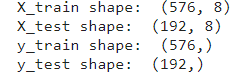 X_train shape:  (576, 8)
X_test shape:  (192, 8)
y_train shape:  (576,)
y_test shape:  (192,)